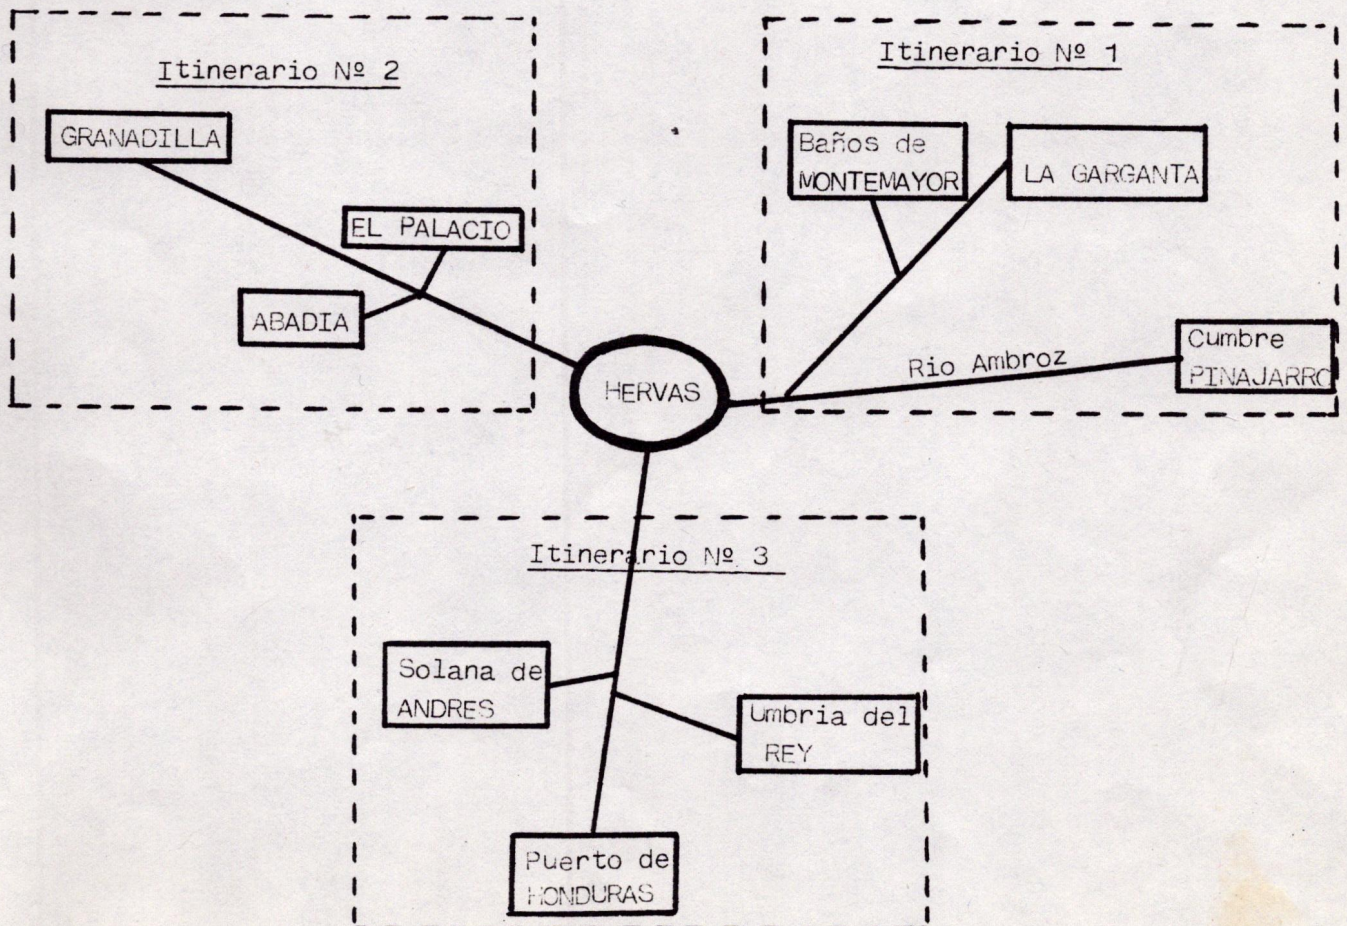 Itinerario Nº 2
GRANADILLA
EL PALACIO
ABADIA
Itinerario Nº 1
Baños de
MONTEMAYOR
LA GARGANTA
Rio Ambroz
Cumbre
PINAJARRO
HERVAS
Itinerario Nº 3
Solana de
ANDRES
Umbria del
REY
Puerto de
HONDURAS